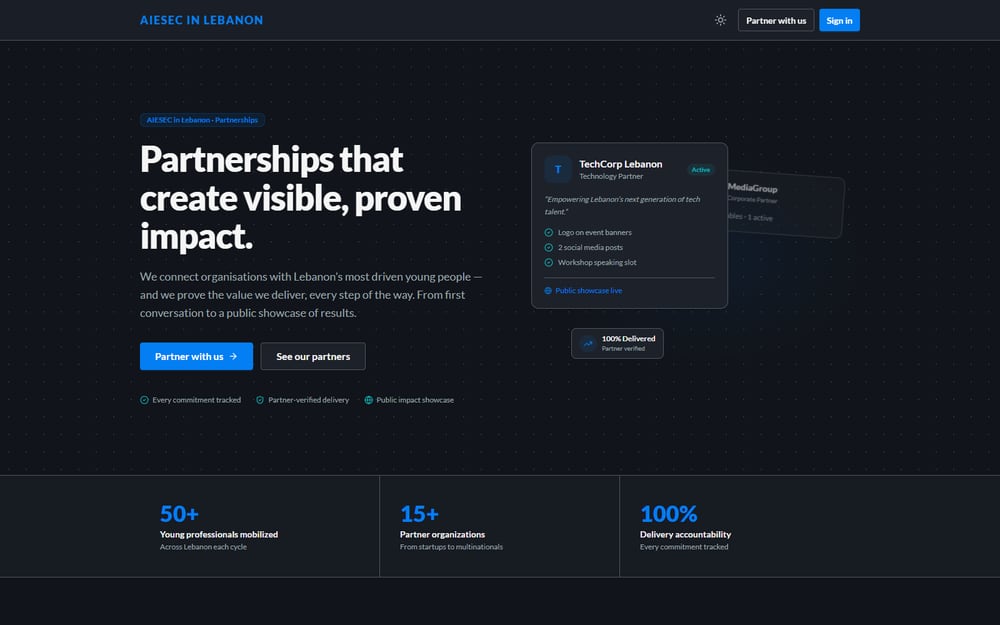 AIESEC IN LEBANON
Partner with us
Sign in
AIESEC in Lebanon · Partnerships
Partnerships that
create visible, proven
impact.
We connect organisations with Lebanon's most driven young people —
and we prove the value we deliver, every step of the way. From first
conversation to a public showcase of results.
Partner with us →
See our partners
Every commitment tracked
Partner-verified delivery
Public impact showcase
T
TechCorp Lebanon
Technology Partner
Active
"Empowering Lebanon's next generation of tech
talent."
Logo on event banners
2 social media posts
Workshop speaking slot
Public showcase live
MediaGroup
Corporate Partner
· 1 active
100% Delivered
Partner verified
50+
Young professionals mobilized
Across Lebanon each cycle
15+
Partner organizations
From startups to multinationals
100%
Delivery accountability
Every commitment tracked